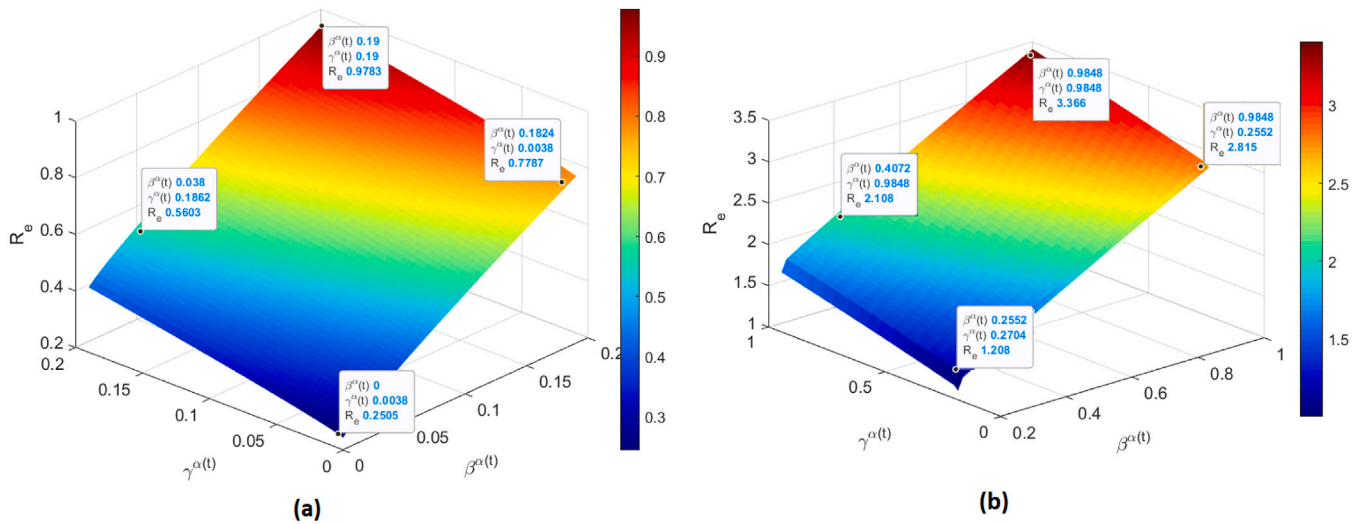 β^α(t) 0.19
γ^α(t) 0.19
R_e 0.9783
β^α(t) 0.1824
γ^α(t) 0.0038
R_e 0.7787
β^α(t) 0.038
γ^α(t) 0.1862
R_e 0.5603
β^α(t) 0
γ^α(t) 0.0038
R_e 0.2505
R_e
1
0.8
0.6
0.4
0.2
0.2
0.15
0.1
0.05
0
γ^α(t)
0
0.05
0.1
0.15
0.2
β^α(t)
0.9
0.8
0.7
0.6
0.5
0.4
0.3
(a)
β^α(t) 0.9848
γ^α(t) 0.9848
R_e 3.366
β^α(t) 0.9848
γ^α(t) 0.2552
R_e 2.815
β^α(t) 0.4072
γ^α(t) 0.9848
R_e 2.108
β^α(t) 0.2552
γ^α(t) 0.2704
R_e 1.208
R_e
3.5
3
2.5
2
1.5
1
1
0.5
0
γ^α(t)
0.2
0.4
0.6
0.8
1
β^α(t)
3
2.5
2
1.5
(b)